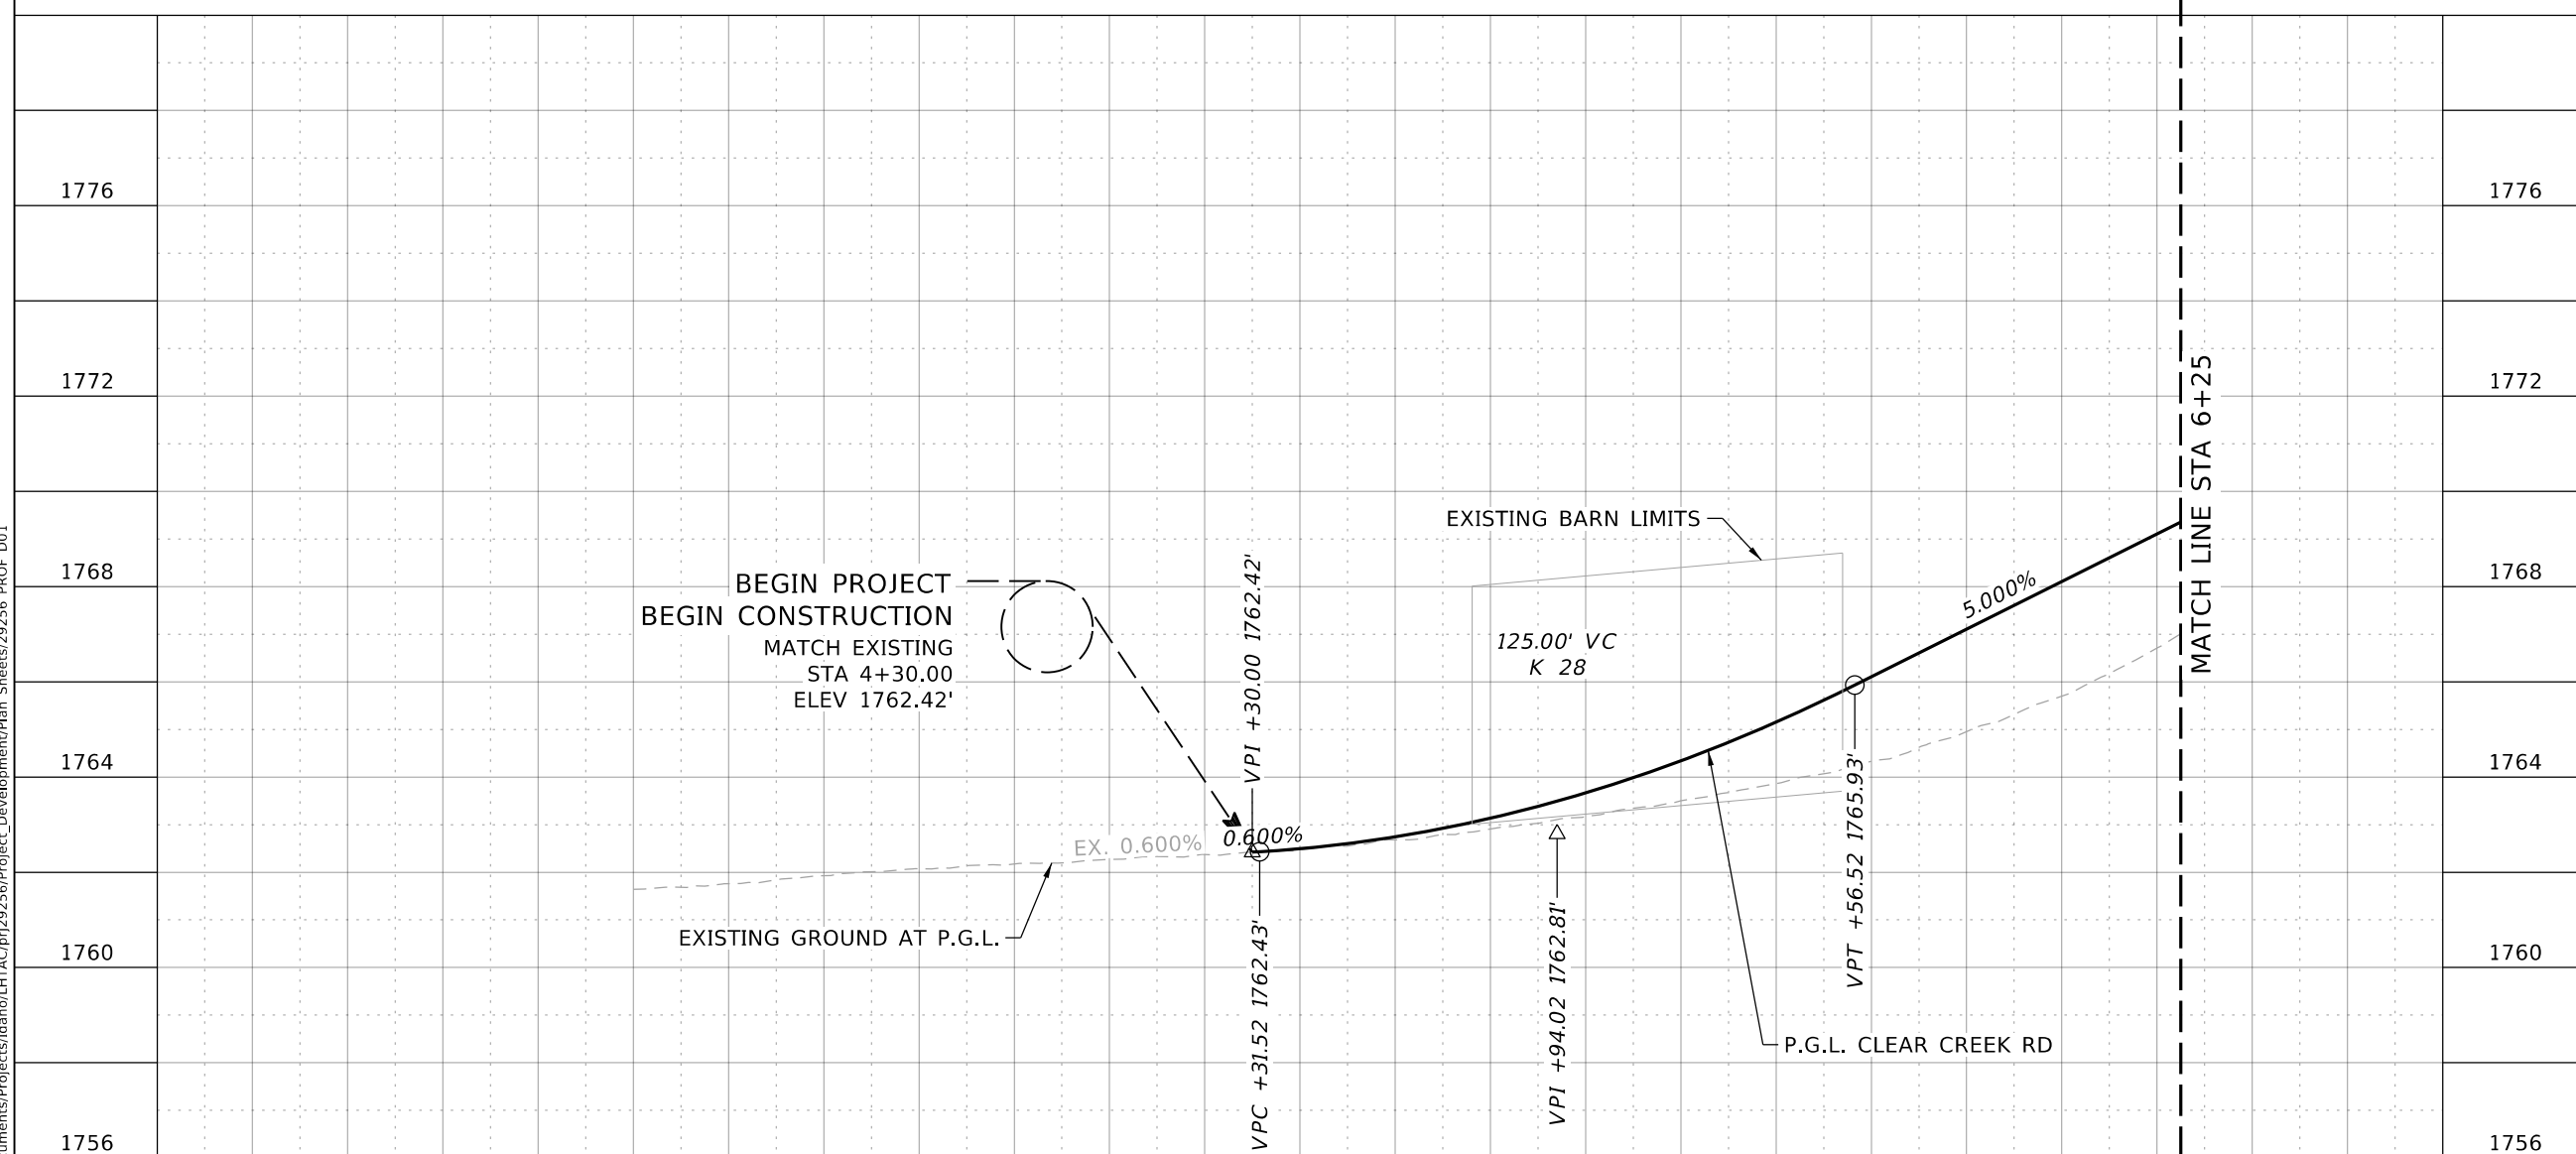 1776
1776
1772
1772
1768
1768
1764
1764
1760
1760
1756
1756
BEGIN PROJECT
BEGIN CONSTRUCTION
MATCH EXISTING
STA 4+30.00
ELEV 1762.42'
EX. 0.600%
0.600%
EXISTING GROUND AT P.G.L.
VPI +30.00 1762.42'
VPC +31.52 1762.43'
EXISTING BARN LIMITS
125.00' VC
K 28
VPI +94.02 1762.81'
VPT +56.52 1765.93'
5.000%
P.G.L. CLEAR CREEK RD
MATCH LINE STA 6+25